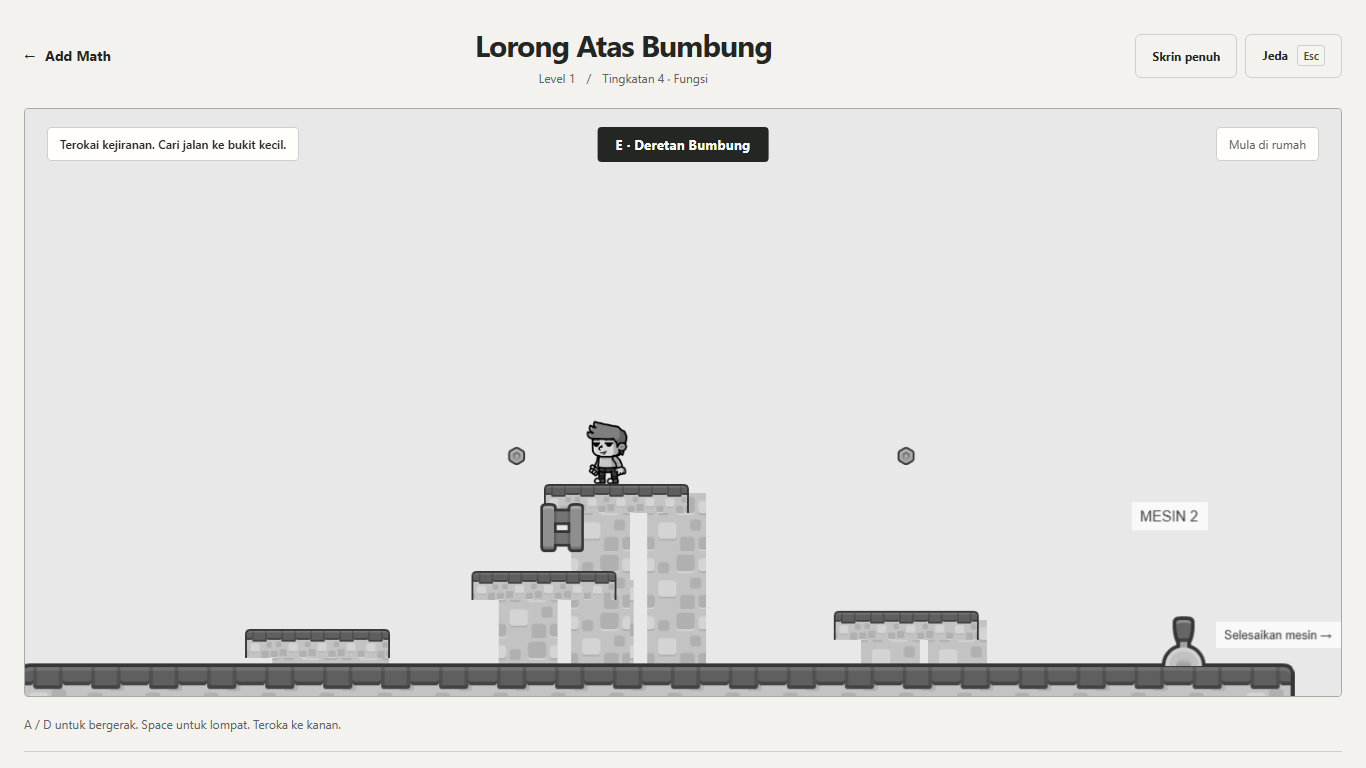 ← Add Math
Lorong Atas Bumbung
Level 1 / Tingkatan 4 · Fungsi
Skrin penuh
Jeda Esc
Terokai kejiranan. Cari jalan ke bukit kecil.
E · Deretan Bumbung
Mula di rumah
MESIN 2
Selesaikan mesin →
A / D untuk bergerak. Space untuk lompat. Teroka ke kanan.